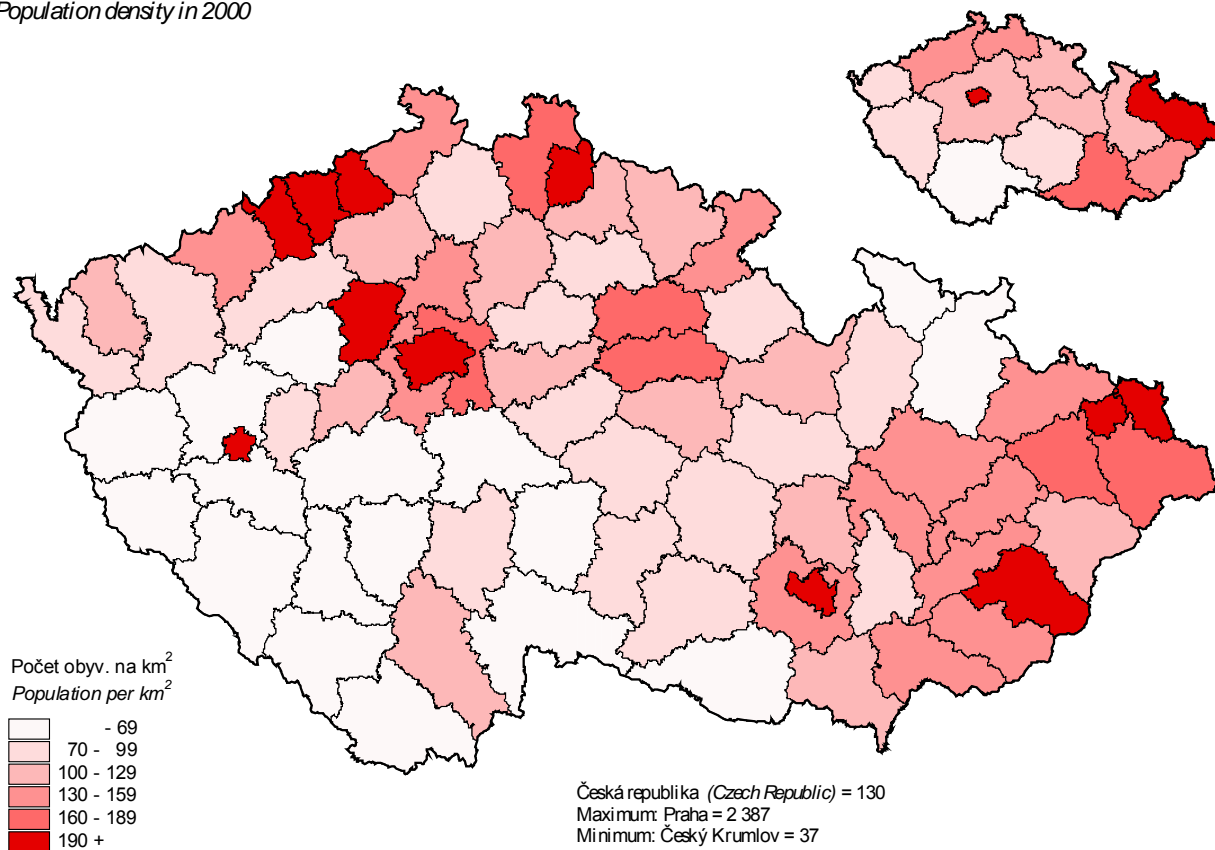 Population density in 2000
Počet obyv. na km²
Population per km²
- 69
70 - 99
100 - 129
130 - 159
160 - 189
190 +
Česká republika (Czech Republic) = 130
Maximum: Praha = 2 387
Minimum: Český Krumlov = 37